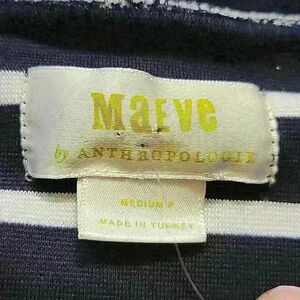 MaEve
by ANTHROPOLOGIE
MEDIUM P
MADE IN TURKEY